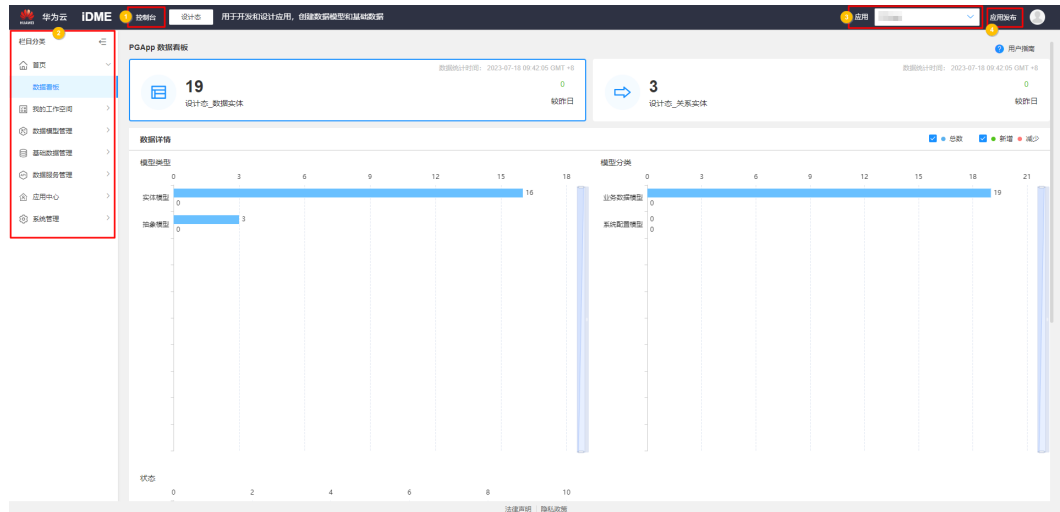 HUAWEI 华为云 iDME 1 控制台 设计态 用于开发和设计应用，创建数据模型和基础数据 3 应用 应用发布
4
2
栏目分类
首页
数据看板
我的工作空间
数据模型管理
基础数据管理
数据服务管理
应用中心
系统管理
PGApp 数据看板 ? 用户指南
数据统计时间： 2023-07-18 09:42:05 GMT +8
19
设计态_数据实体
0
较昨日
数据统计时间： 2023-07-18 09:42:05 GMT +8
3
设计态_关系实体
0
较昨日
数据详情 总数 新增 减少
模型类型
0 3 6 9 12 15 18
实体模型 16
0
抽象模型 3
0
模型分类
0 3 6 9 12 15 18 21
业务数据模型 19
0
系统配置模型 0
0
状态
0 2 4 6 8 10
法律声明 | 隐私政策